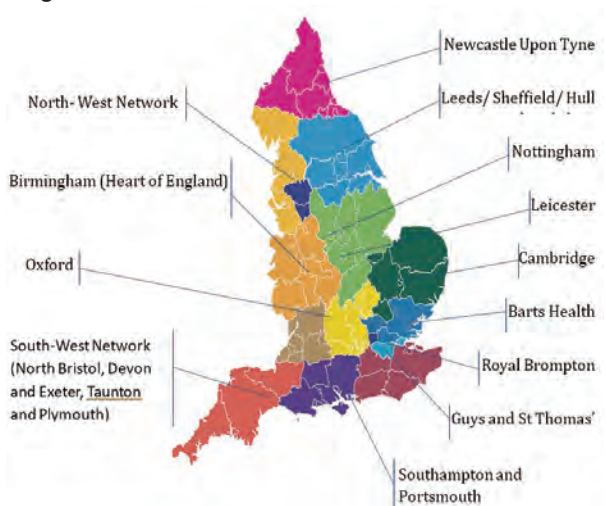 Newcastle Upon Tyne
North- West Network
Leeds/ Sheffield/ Hull
Nottingham
Birmingham (Heart of England)
Leicester
Oxford
Cambridge
Barts Health
South-West Network
(North Bristol, Devon
and Exeter, Taunton
and Plymouth)
Royal Brompton
Guys and St Thomas'
Southampton and
Portsmouth